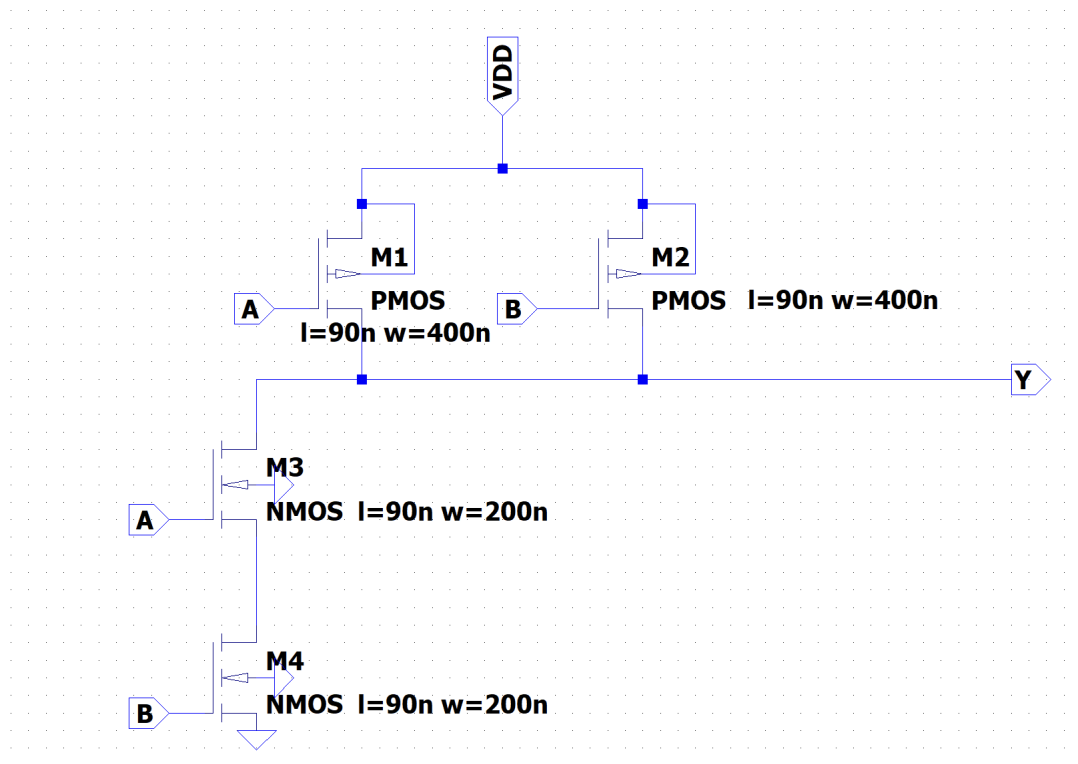 VDD
M1
PMOS
l=90n w=400n
A
M2
PMOS l=90n w=400n
B
Y
M3
NMOS l=90n w=200n
A
M4
NMOS l=90n w=200n
B